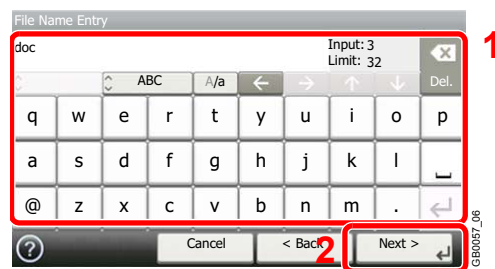 File Name Entry
doc
Input: 3
Limit: 32
1
ABC A/a ← → ↑ ↓ Del.
q w e r t y u i o p
a s d f g h j k l
@ z x c v b n m .
? Cancel < Back 2 Next >
GB0057_06